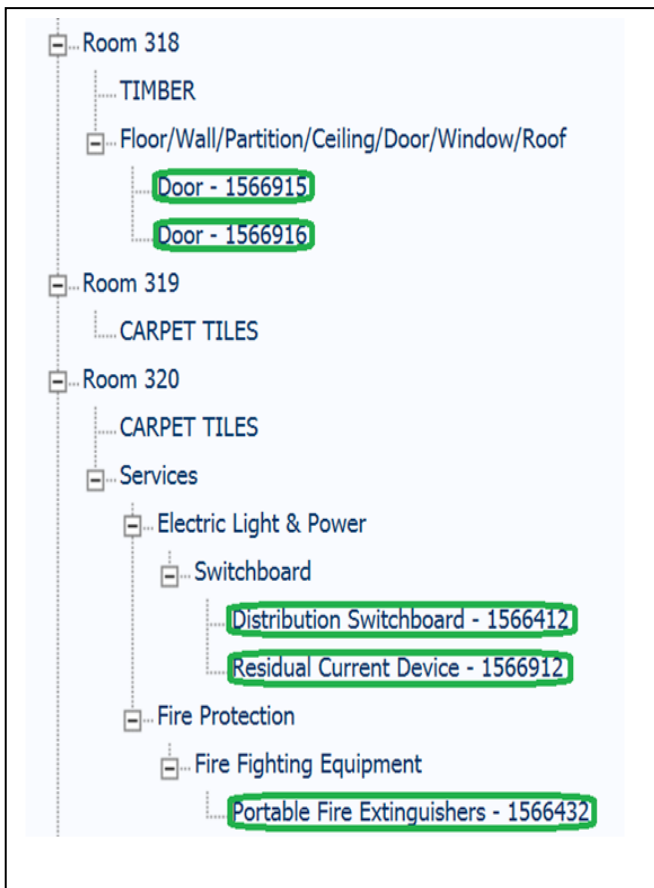 Room 318
TIMBER
Floor/Wall/Partition/Ceiling/Door/Window/Roof
Door - 1566915
Door - 1566916
Room 319
CARPET TILES
Room 320
CARPET TILES
Services
Electric Light & Power
Switchboard
Distribution Switchboard - 1566412
Residual Current Device - 1566912
Fire Protection
Fire Fighting Equipment
Portable Fire Extinguishers - 1566432